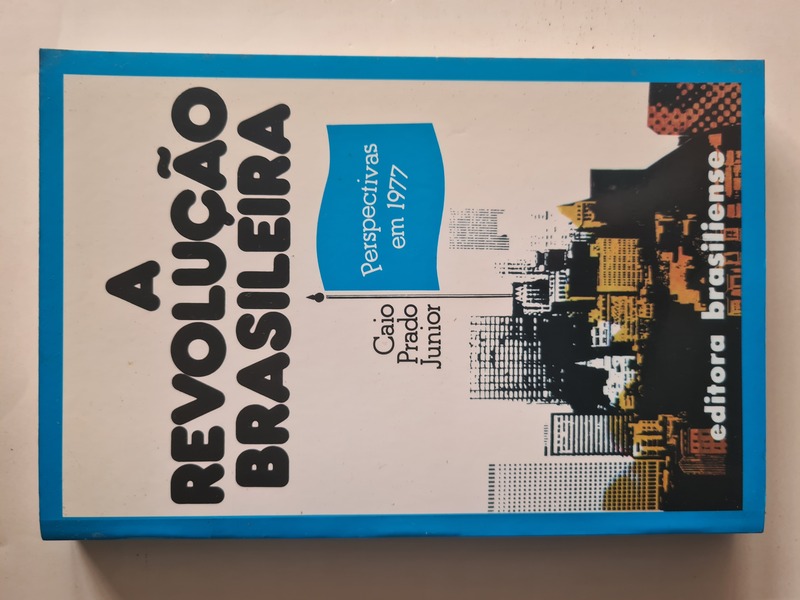 A
REVOLUÇÃO
BRASILEIRA
Caio
Prado
Junior
Perspectivas
em 1977
editora brasiliense